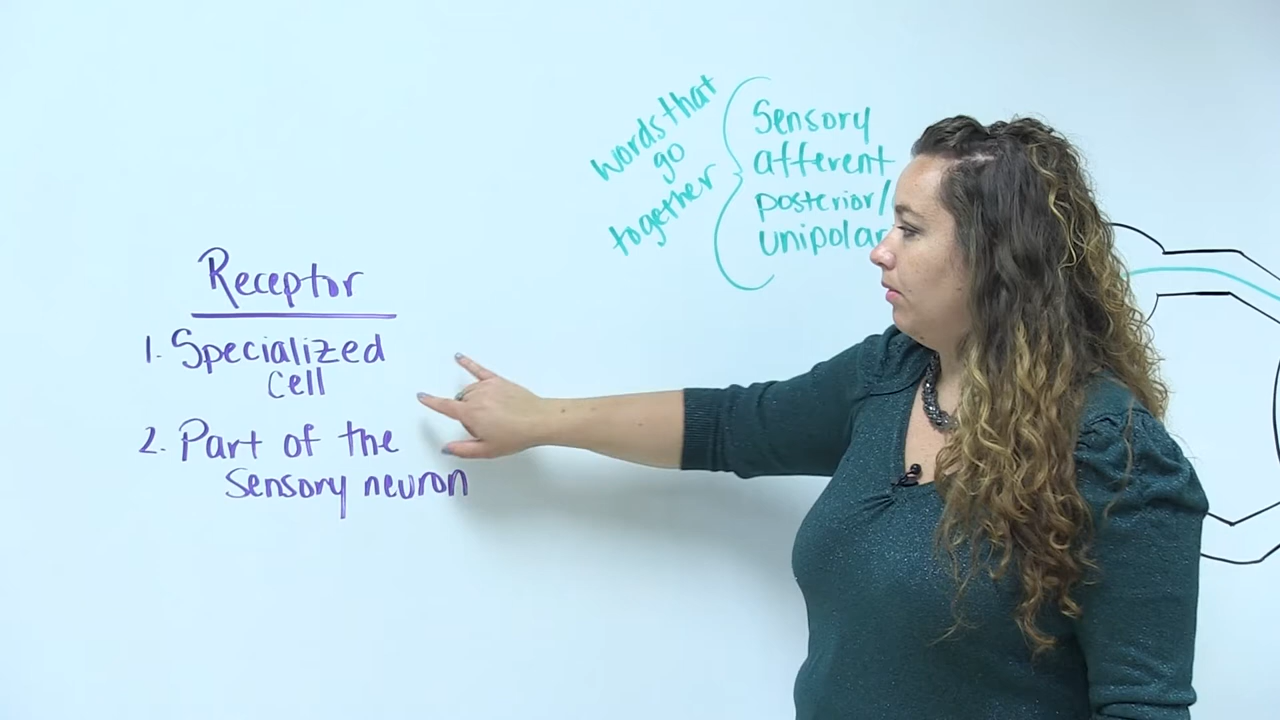 words that
go
together
Sensory
afferent
posterior/
unipolar
Receptor
1. Specialized
cell
2. Part of the
sensory neuron